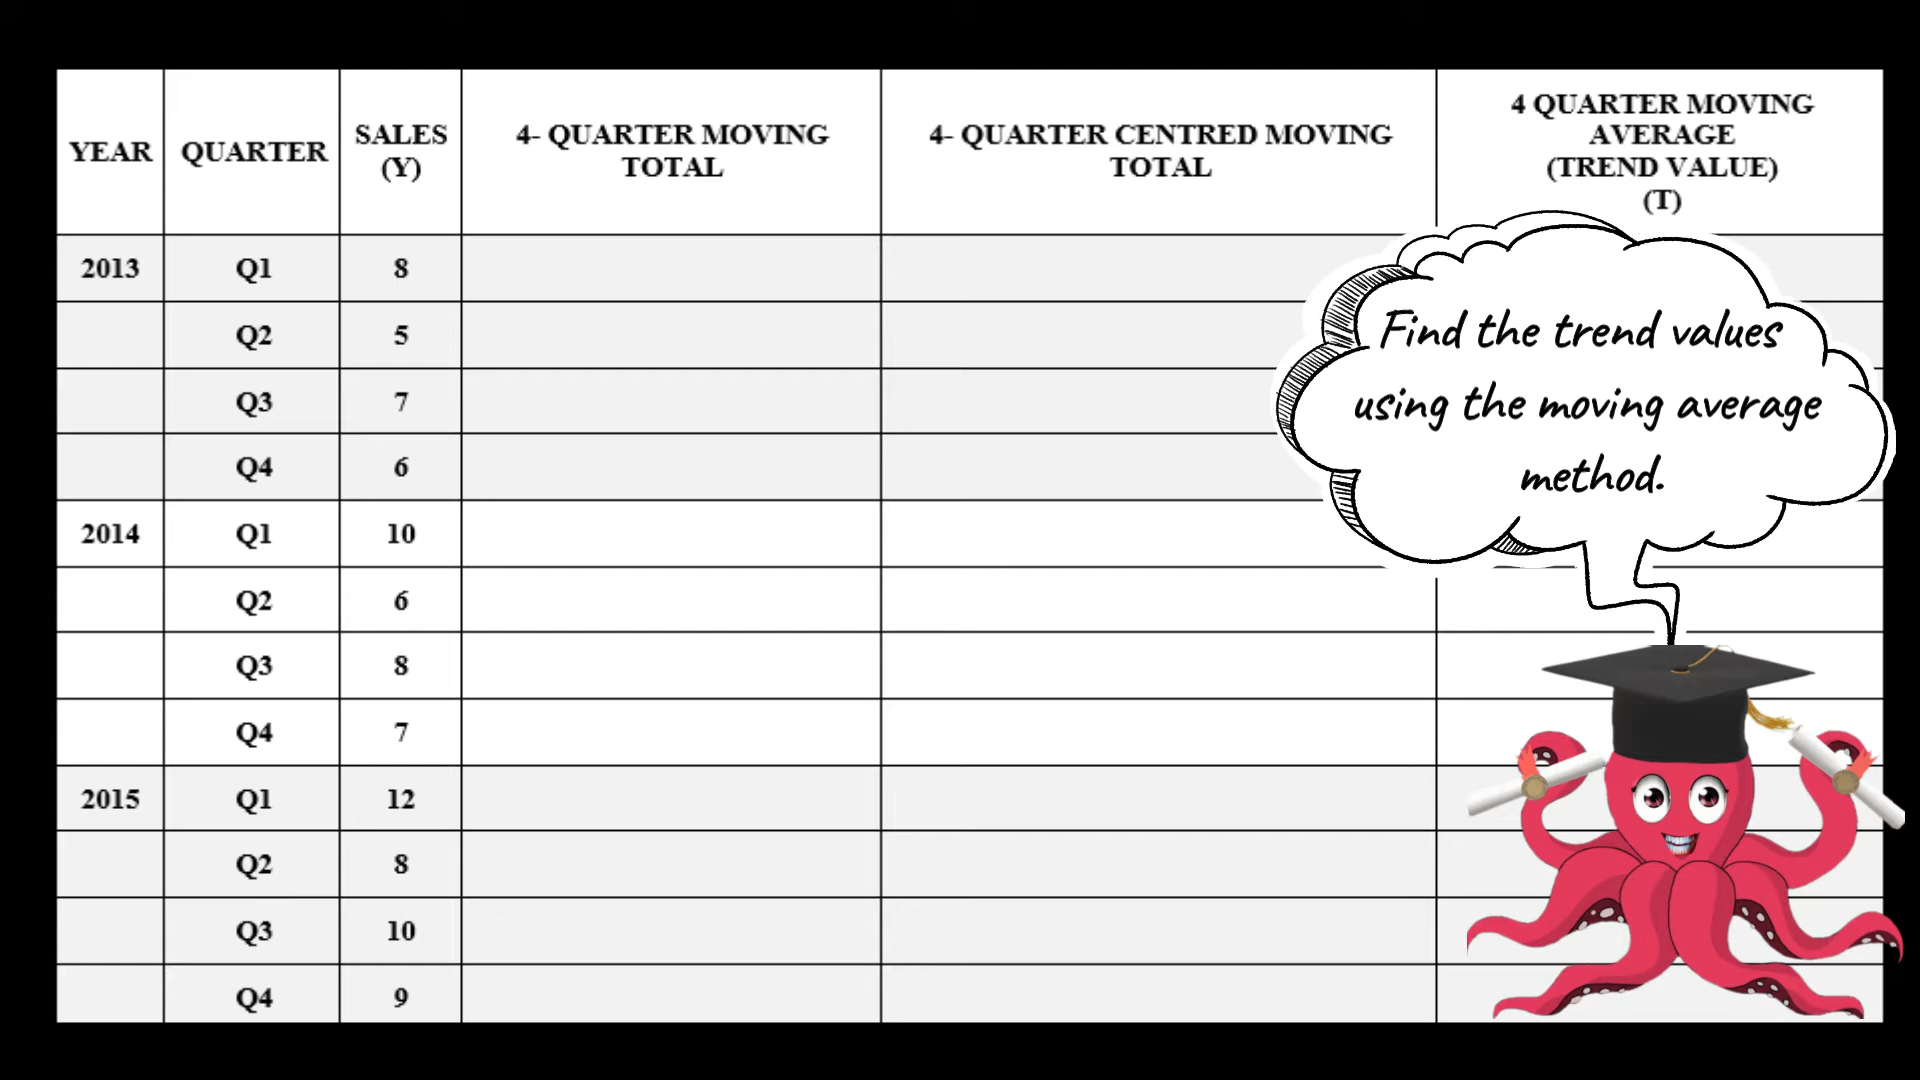 YEAR QUARTER SALES (Y) 4- QUARTER MOVING TOTAL 4- QUARTER CENTRED MOVING TOTAL 4 QUARTER MOVING AVERAGE (TREND VALUE) (T)
2013 Q1 8
Q2 5
Q3 7
Q4 6
2014 Q1 10
Q2 6
Q3 8
Q4 7
2015 Q1 12
Q2 8
Q3 10
Q4 9
Find the trend values
using the moving average
method.